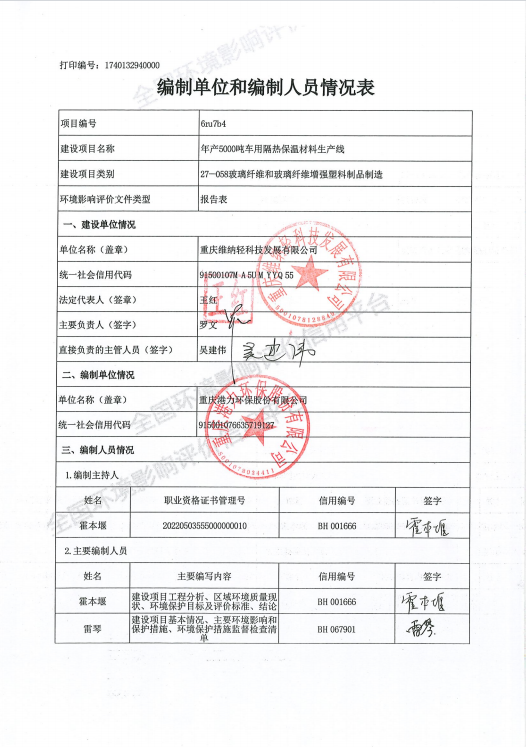 打印编号：1740132940000
编制单位和编制人员情况表
项目编号 6ru7b4
建设项目名称 年产5000吨车用隔热保温材料生产线
建设项目类别 27-058玻璃纤维和玻璃纤维增强塑料制品制造
环境影响评价文件类型 报告表
一、建设单位情况
单位名称（盖章） 重庆维纳轻科技发展有限公司
统一社会信用代码 91500107MA5UMYYQ55
法定代表人（签章） 王红
主要负责人（签字） 罗文
直接负责的主管人员（签字） 吴建伟 吴建伟
二、编制单位情况
单位名称（盖章） 重庆港力环保股份有限公司
统一社会信用代码 915001076635719127
三、编制人员情况
1.编制主持人
姓名 职业资格证书管理号 信用编号 签字
霍本堰 20220503555000000010 BH 001666 霍本堰
2.主要编制人员
姓名 主要编写内容 信用编号 签字
霍本堰 建设项目工程分析、区域环境质量现
状、环境保护目标及评价标准、结论 BH 001666 霍本堰
雷琴 建设项目基本情况、主要环境影响和
保护措施、环境保护措施监督检查清
单 BH 067901 雷琴